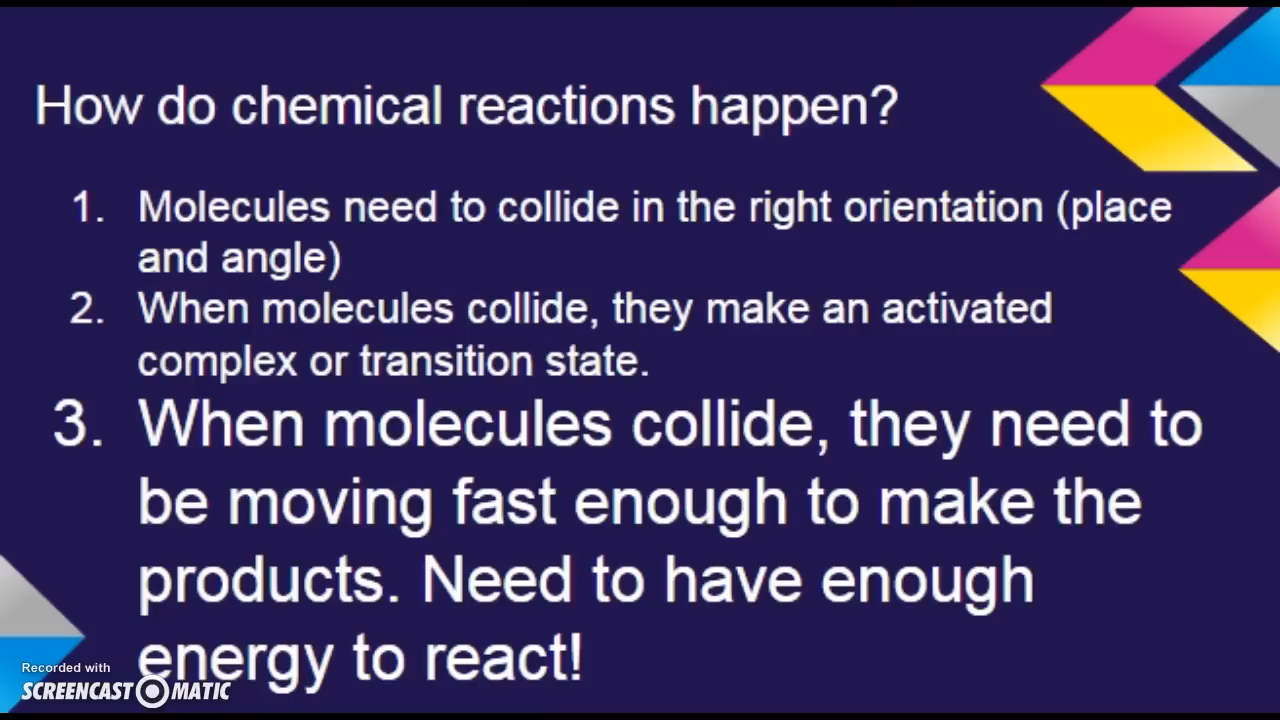 How do chemical reactions happen?
1. Molecules need to collide in the right orientation (place
and angle)
2. When molecules collide, they make an activated
complex or transition state.
3. When molecules collide, they need to
be moving fast enough to make the
products. Need to have enough
energy to react!
Recorded with
SCREENCAST MATIC